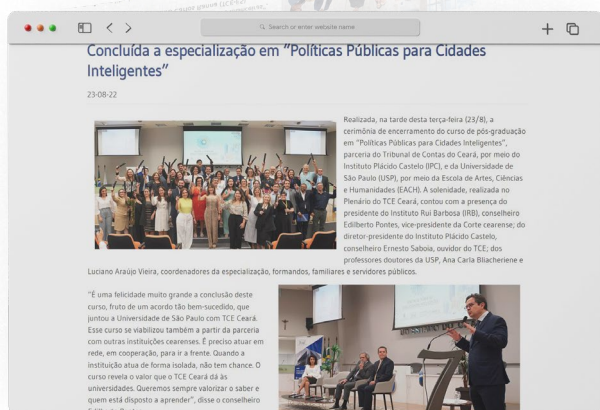 Search or enter website name
Concluída a especialização em “Políticas Públicas para Cidades
Inteligentes”
23-08-22
Realizada, na tarde desta terça-feira (23/8), a
cerimônia de encerramento do curso de pós-graduação
em “Políticas Públicas para Cidades Inteligentes”,
parceria do Tribunal de Contas do Ceará, por meio do
Instituto Plácido Castelo (IPC), e da Universidade de
São Paulo (USP), por meio da Escola de Artes, Ciências
e Humanidades (EACH). A solenidade, realizada no
Plenário do TCE Ceará, contou com a presença do
presidente do Instituto Rui Barbosa (IRB), conselheiro
Edilberto Pontes, vice-presidente da Corte cearense; do
diretor-presidente do Instituto Plácido Castelo,
conselheiro Ernesto Saboia, ouvidor do TCE; dos
professores doutores da USP, Ana Carla Bliacheriene e
Luciano Araújo Vieira, coordenadores da especialização, formandos, familiares e servidores públicos.
“É uma felicidade muito grande a conclusão deste
curso, fruto de um acordo tão bem-sucedido, que
juntou a Universidade de São Paulo com TCE Ceará.
Esse curso se viabilizou também a partir da parceria
com outras instituições cearenses. É preciso atuar em
rede, em cooperação, para ir a frente. Quando a
instituição atua de forma isolada, não tem chance. O
curso revela o valor que o TCE Ceará dá às
universidades. Queremos sempre valorizar o saber e
quem está disposto a aprender”, disse o conselheiro